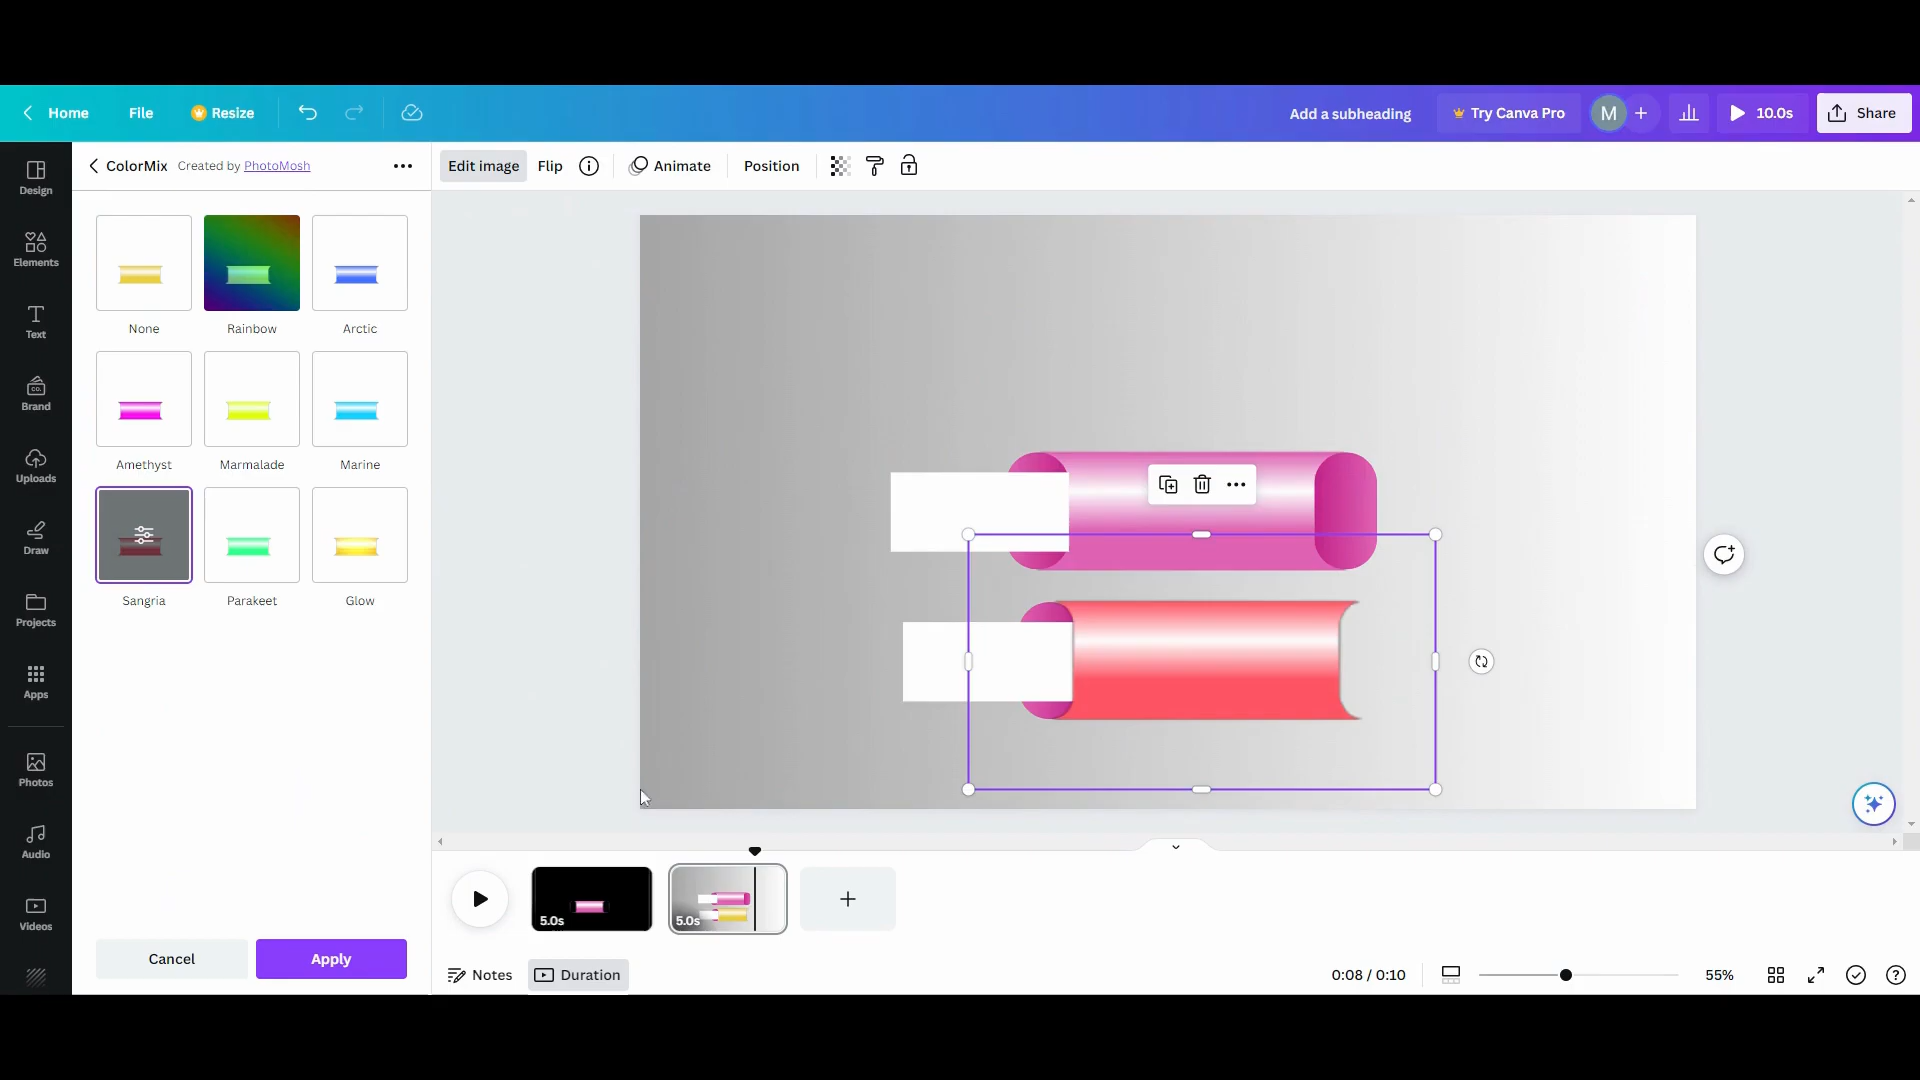 Home File Resize Add a subheading Try Canva Pro M + 10.0s Share
Design
Elements
Text
Brand
Uploads
Draw
Projects
Apps
Photos
Audio
Videos
ColorMix Created by PhotoMosh
None Rainbow Arctic
Amethyst Marmalade Marine
Sangria Parakeet Glow
Cancel Apply
Edit image Flip Animate Position
5.0s 5.0s
Notes Duration 0:08 / 0:10 55%